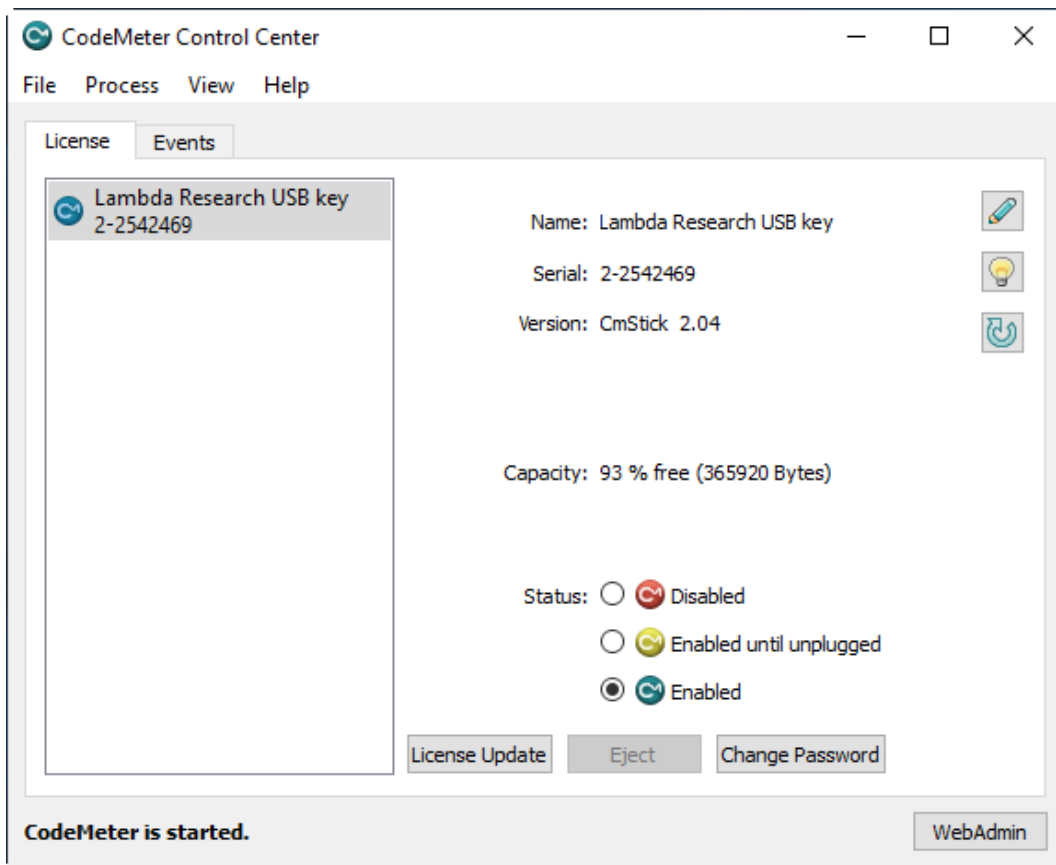 CodeMeter Control Center
File Process View Help
License Events
Lambda Research USB key
2-2542469
Name: Lambda Research USB key
Serial: 2-2542469
Version: CmStick 2.04
Capacity: 93 % free (365920 Bytes)
Status: Disabled
Enabled until unplugged
Enabled
License Update Eject Change Password
CodeMeter is started. WebAdmin